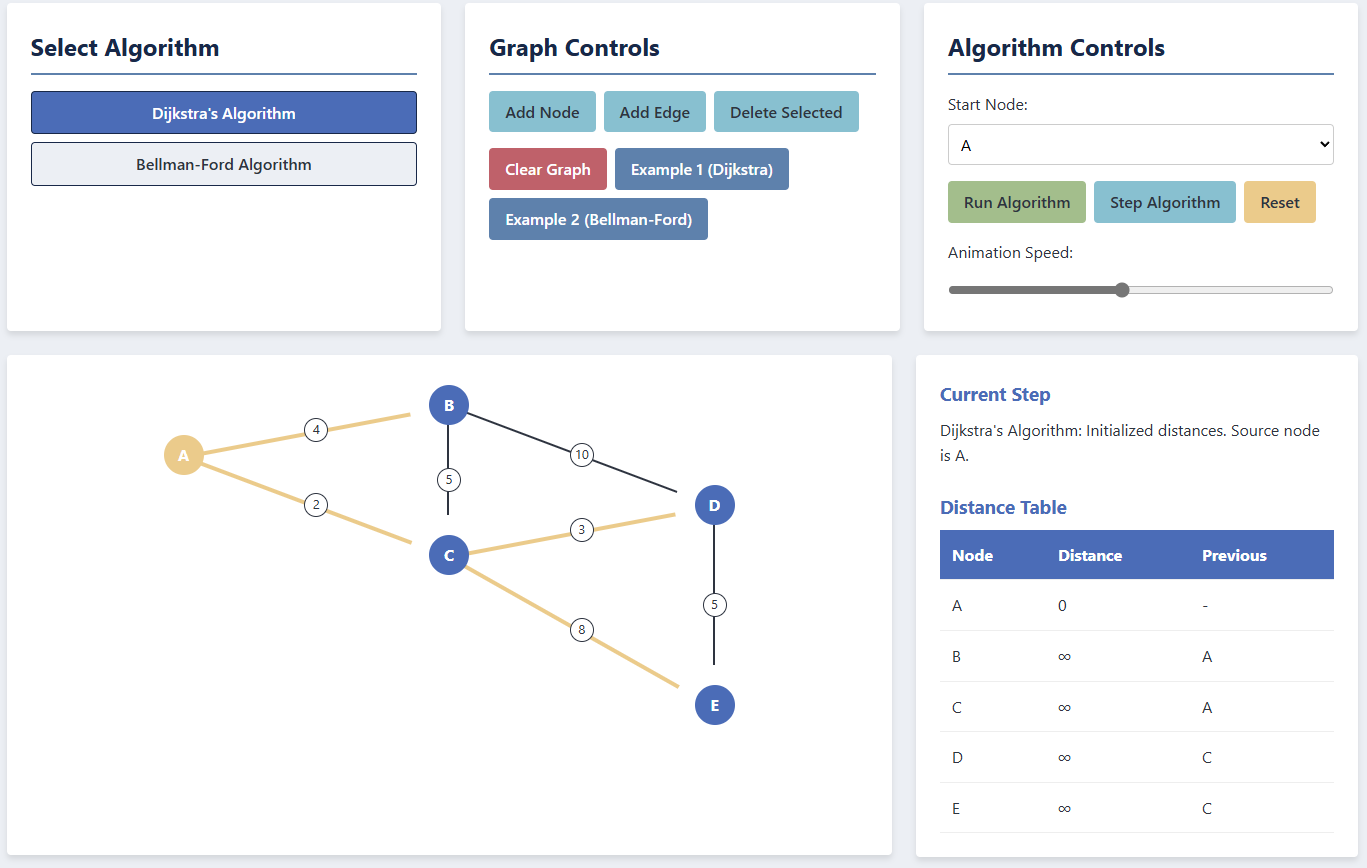 Select Algorithm
Dijkstra's Algorithm
Bellman-Ford Algorithm
Graph Controls
Add Node
Add Edge
Delete Selected
Clear Graph
Example 1 (Dijkstra)
Example 2 (Bellman-Ford)
Algorithm Controls
Start Node:
A
Run Algorithm
Step Algorithm
Reset
Animation Speed:
B
4
A
10
5
2
D
3
C
5
8
E
Current Step
Dijkstra's Algorithm: Initialized distances. Source node
is A.
Distance Table
Node Distance Previous
A 0 -
B ∞ A
C ∞ A
D ∞ C
E ∞ C